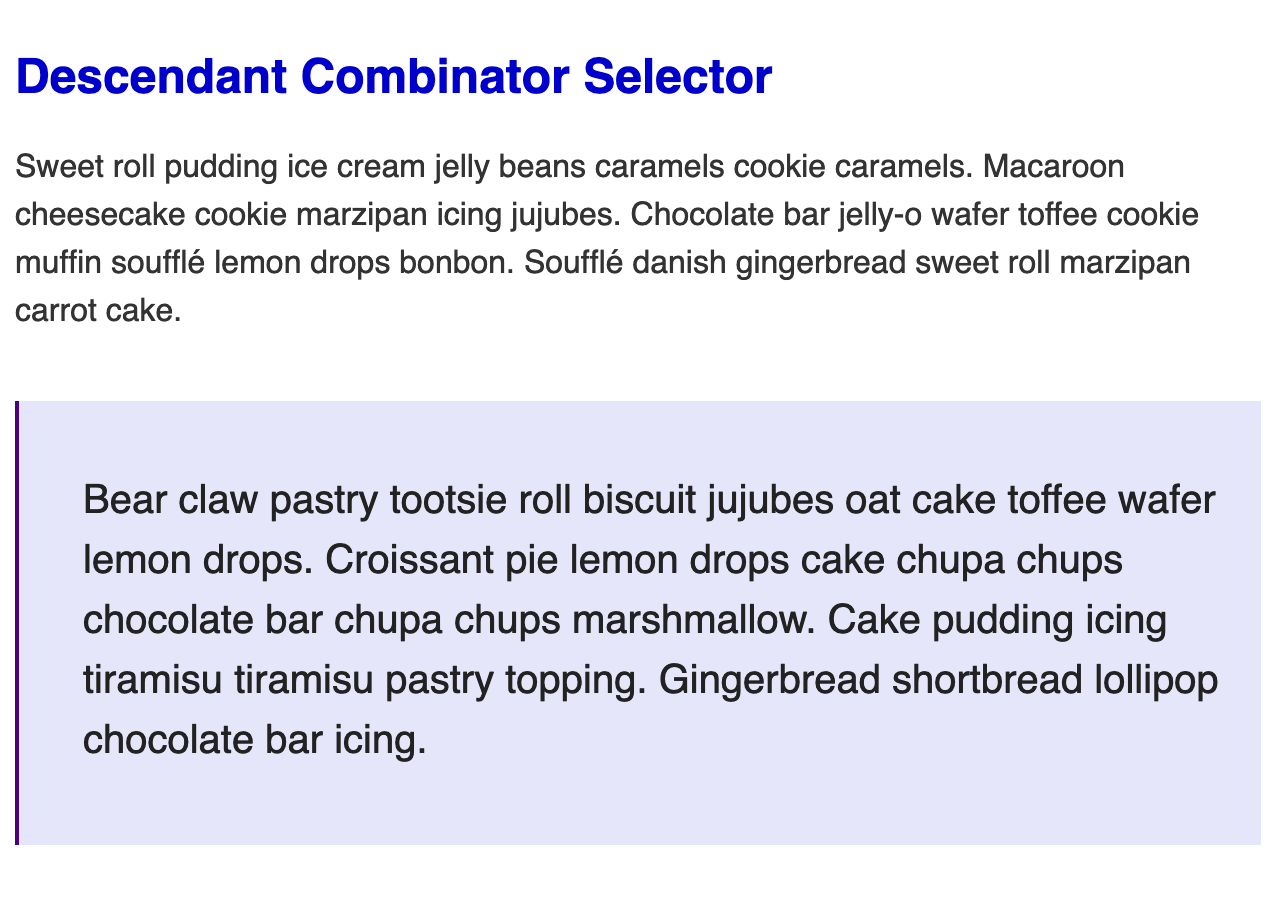 Descendant Combinator Selector
Sweet roll pudding ice cream jelly beans caramels cookie caramels. Macaroon
cheesecake cookie marzipan icing jujubes. Chocolate bar jelly-o wafer toffee cookie
muffin soufflé lemon drops bonbon. Soufflé danish gingerbread sweet roll marzipan
carrot cake.
Bear claw pastry tootsie roll biscuit jujubes oat cake toffee wafer
lemon drops. Croissant pie lemon drops cake chupa chups
chocolate bar chupa chups marshmallow. Cake pudding icing
tiramisu tiramisu pastry topping. Gingerbread shortbread lollipop
chocolate bar icing.